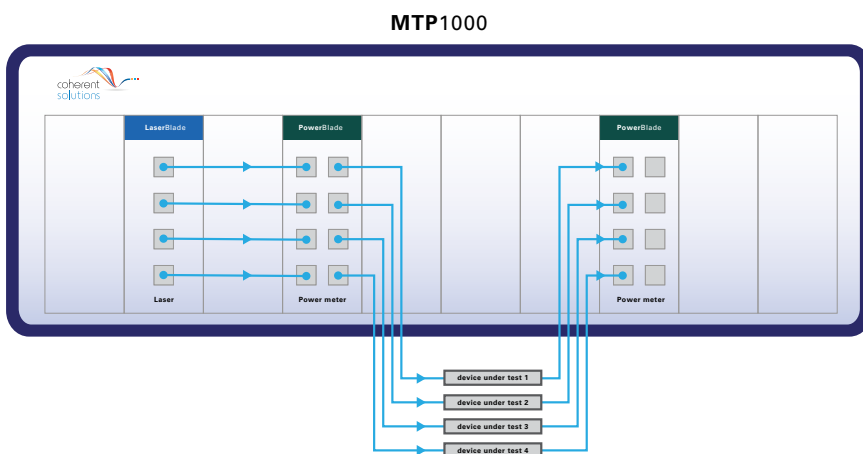 MTP1000
coherent
solutions
LaserBlade
PowerBlade
PowerBlade
Laser
Power meter
Power meter
device under test 1
device under test 2
device under test 3
device under test 4